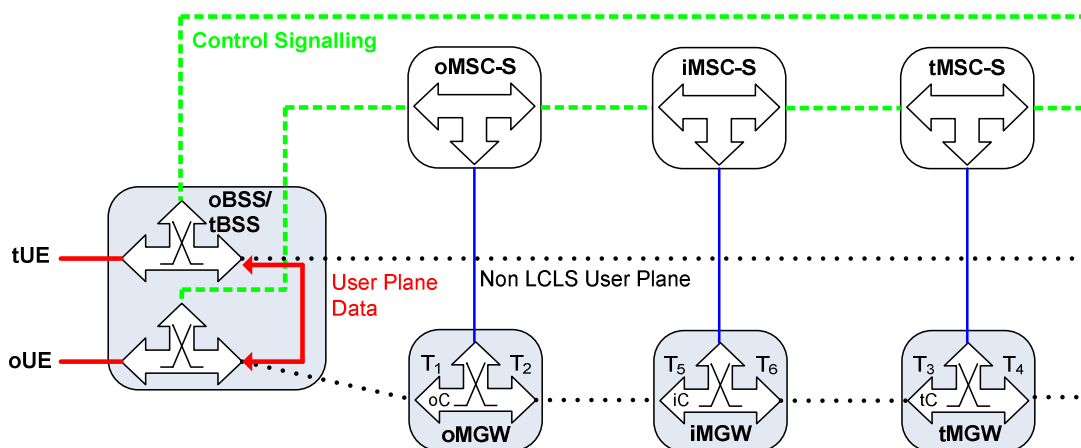 Control Signalling
oMSC-S
iMSC-S
tMSC-S
oBSS/
tBSS
tUE
User Plane
Data
Non LCLS User Plane
oUE
T1
T2
T5
T6
T3
T4
oC
iC
tC
oMGW
iMGW
tMGW